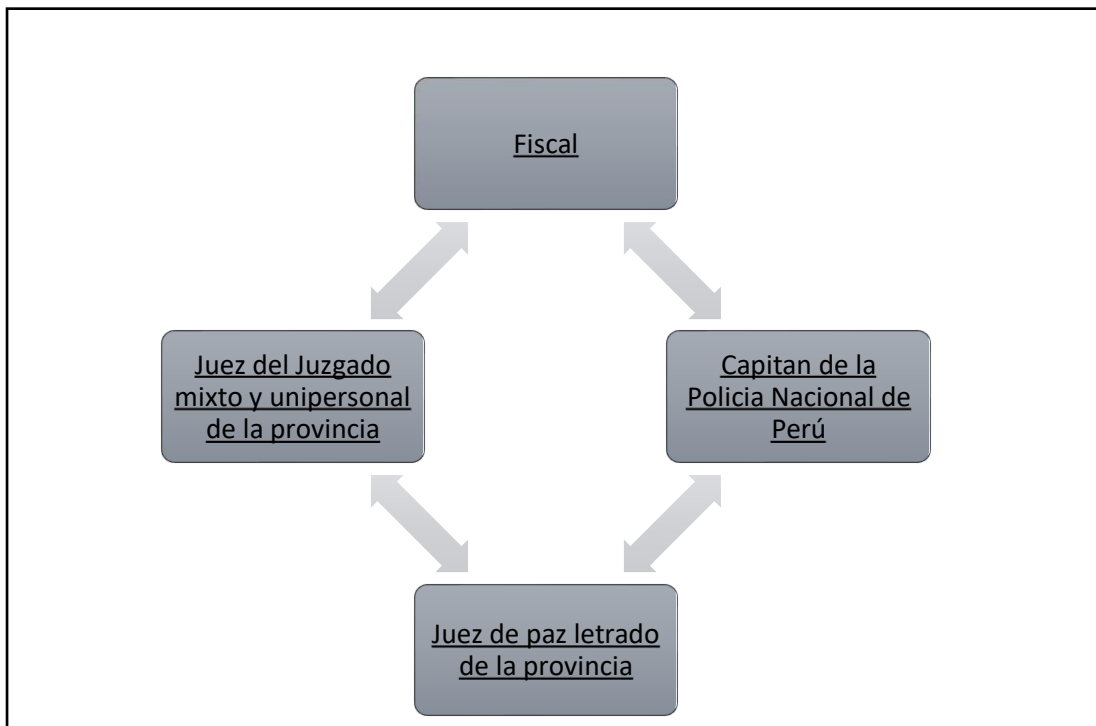 Fiscal
Juez del Juzgado
mixto y unipersonal
de la provincia
Capitan de la
Policia Nacional de
Perú
Juez de paz letrado
de la provincia